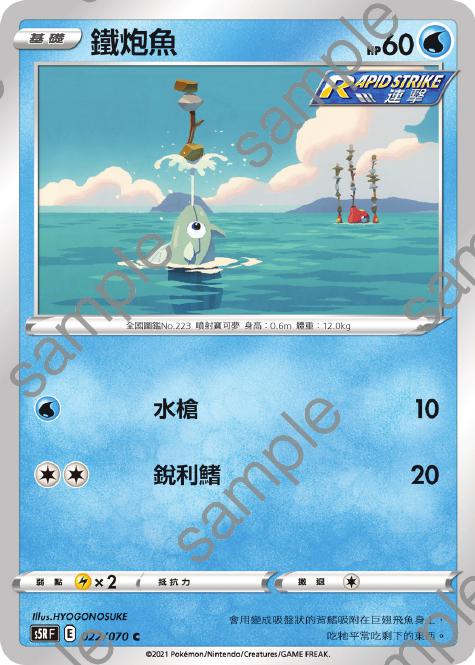 基礎 鐵炮魚 HP60
RAPID STRIKE
連擊
sample
sample
sample
sample
sample
sample
全國圖鑑No.223 噴射寶可夢 身高：0.6m 體重：12.0kg
水槍 10
銳利鰭 20
弱點 ×2 抵抗力 撤退
Illus.HYOGONOSUKE
s5R F E 022/070 C
會用變成吸盤狀的背鰭吸附在巨翅飛魚身上，
吃牠平常吃剩下的東西。
©2021 Pokémon/Nintendo/Creatures/GAME FREAK.